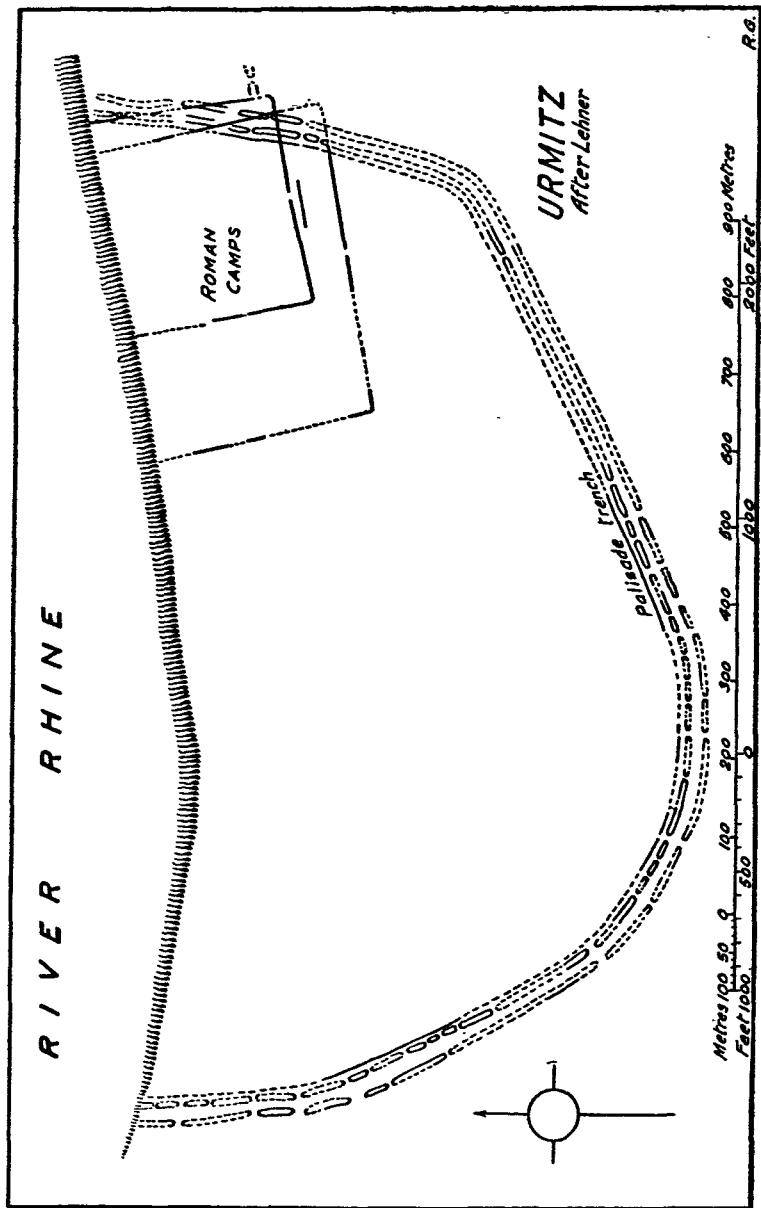 RIVER RHINE
ROMAN
CAMPS
URMITZ
After Lehner
palisade trench
Metres 100 50 0 100 200 300 400 500 600 700 800 900 Metres
Feet 1000 500 0 1000 2000 Feet
R.G.